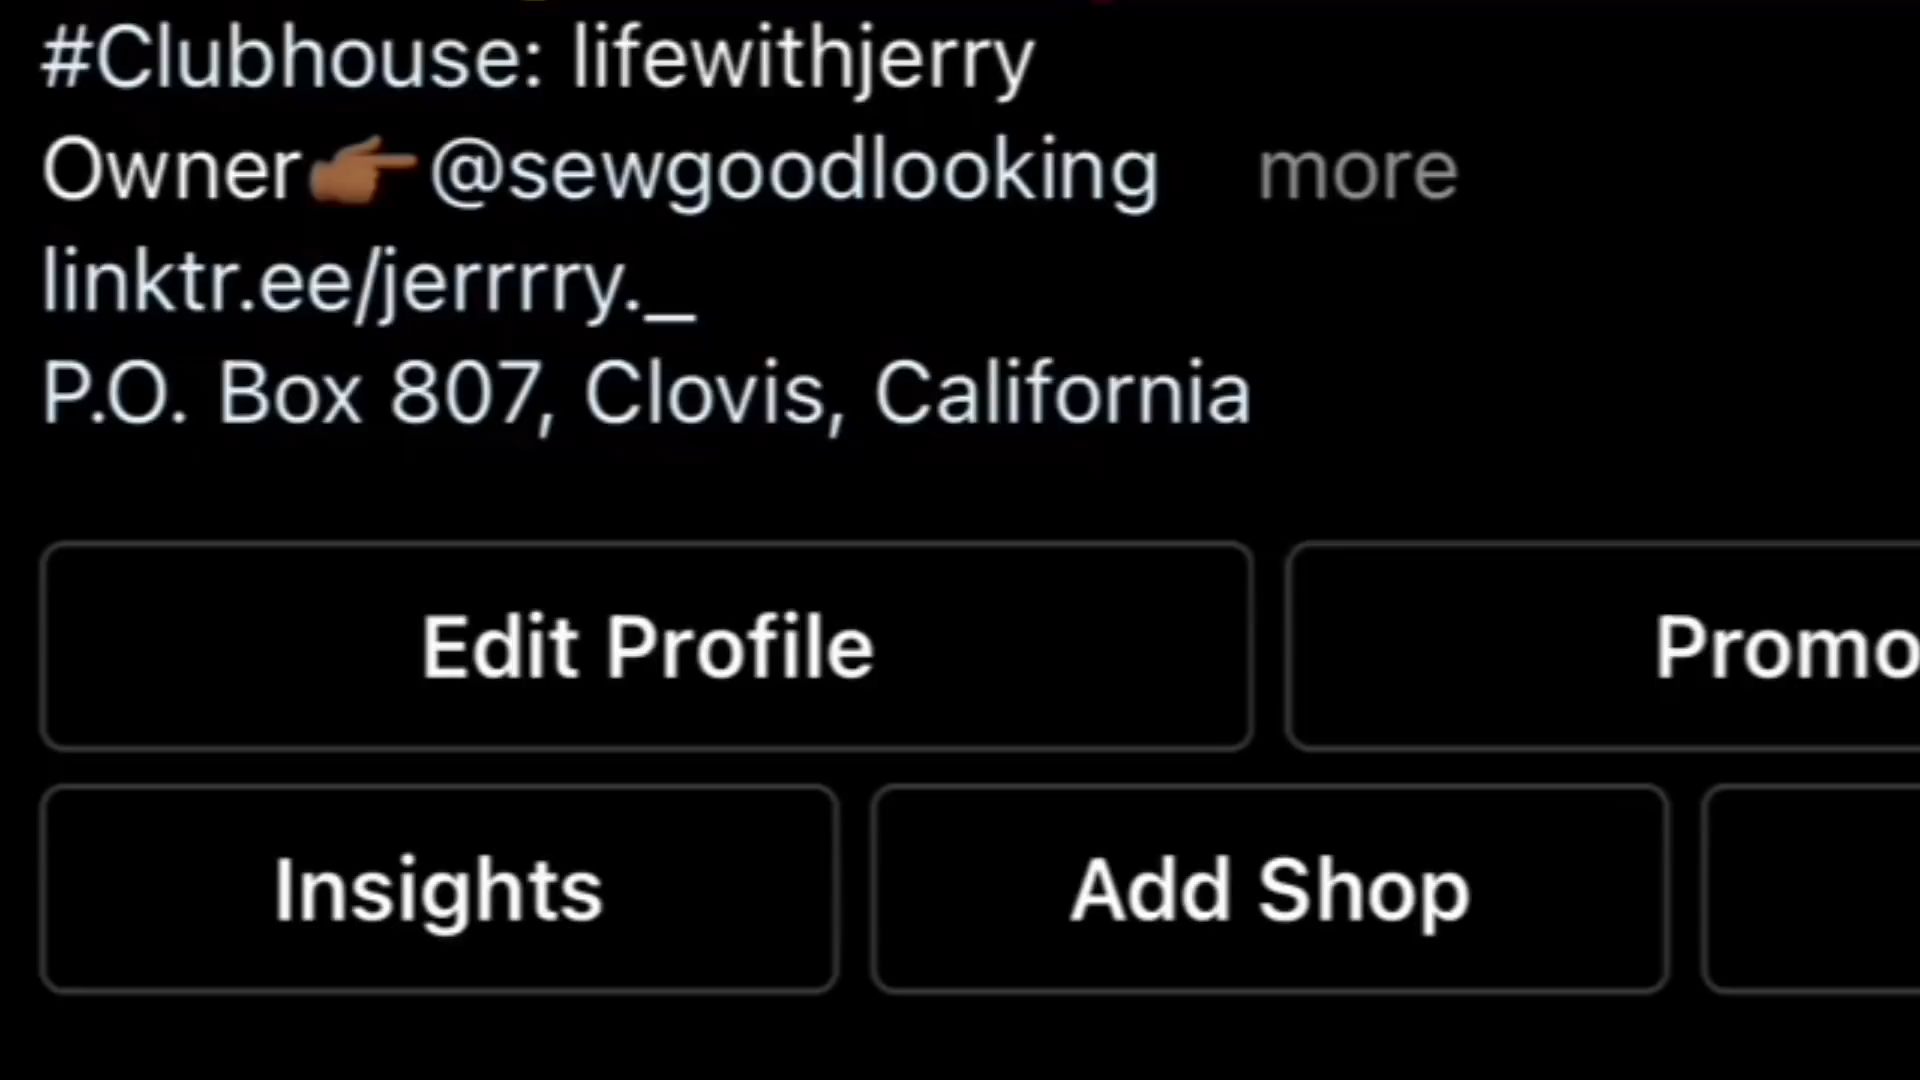 #Clubhouse: lifewithjerry
Owner👉🏾@sewgoodlooking more
linktr.ee/jerrrry._
P.O. Box 807, Clovis, California
Edit Profile
Promo
Insights
Add Shop